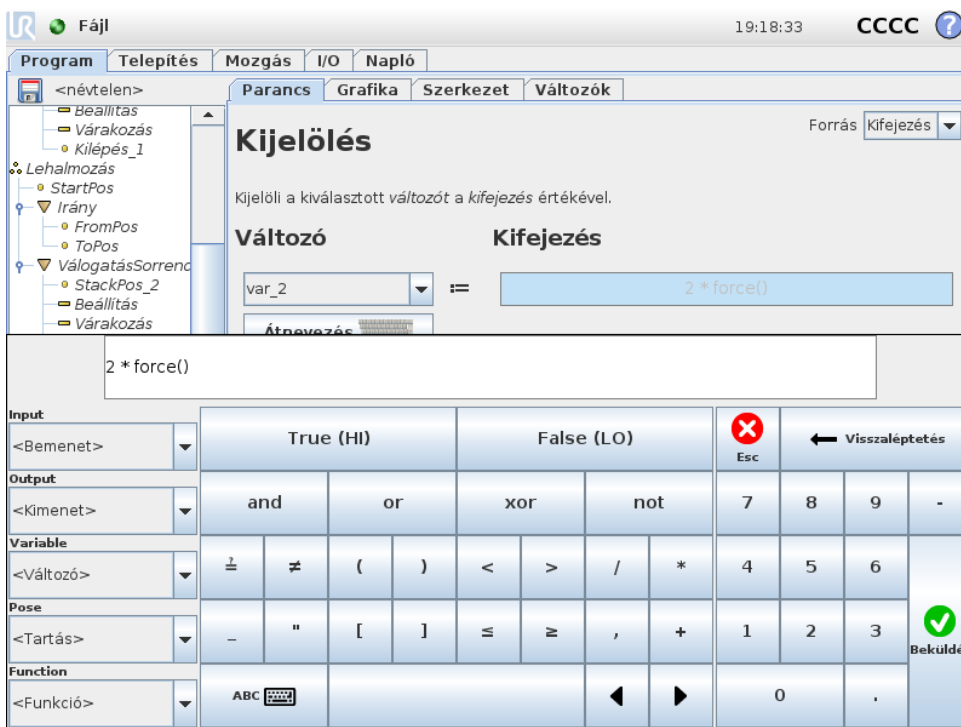 UR Fájl 19:18:33 CCCC ?
Program Telepítés Mozgás I/O Napló
<névtelen> Parancs Grafika Szerkezet Változók
Beállítás
Várakozás
Kilépés_1
Lehalmozás
StartPos
Irány
FromPos
ToPos
VálogatásSorrend
StackPos_2
Beállítás
Várakozás
Forrás Kifejezés
Kijelölés
Kijelöli a kiválasztott változót a kifejezés értékével.
Változó Kifejezés
var_2 := 2 * force()
Átnevezés
2 * force()
Input
<Bemenet> True (HI) False (LO) Esc Visszaléptetés
Output
<Kimenet> and or xor not 7 8 9 -
Variable
<Változó> ≟ ≠ ( ) < > / * 4 5 6
Pose
<Tartás> _ " [ ] ≤ ≥ , + 1 2 3 Beküldé
Function
<Funkció> ABC 0 .